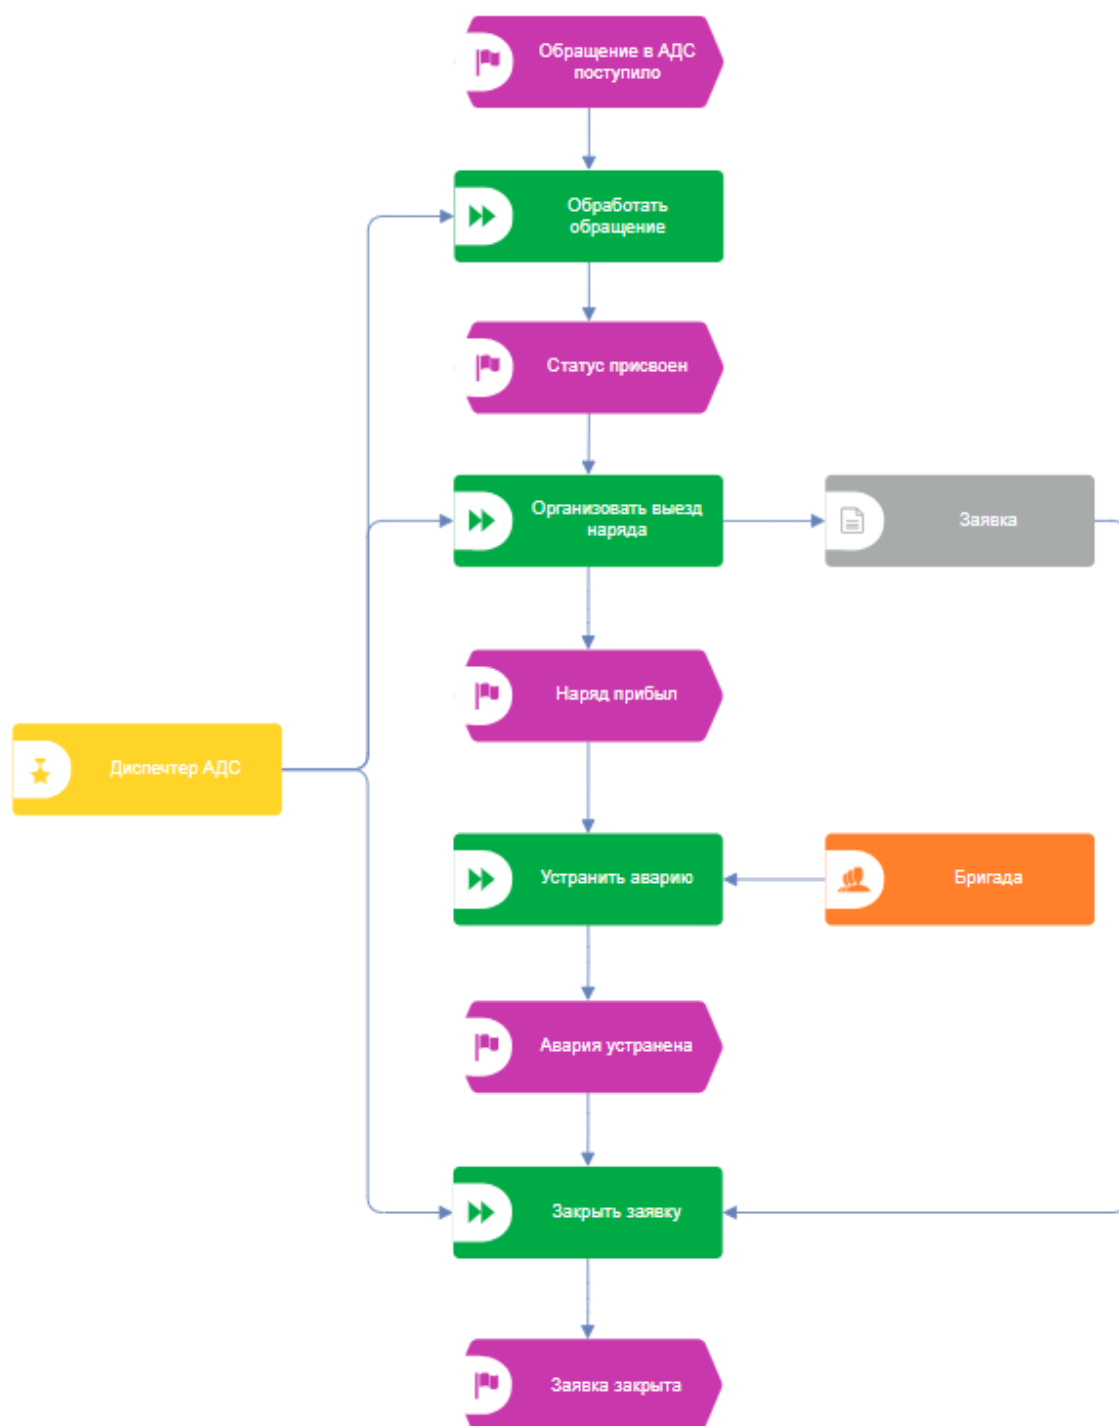 Обращение в АДС
поступило
Обработать
обращение
Статус присвоен
Организовать выезд
наряда
Заявка
Наряд прибыл
Диспечтер АДС
Устранить аварию
Бригада
Авария устранена
Закрыть заявку
Заявка закрыта